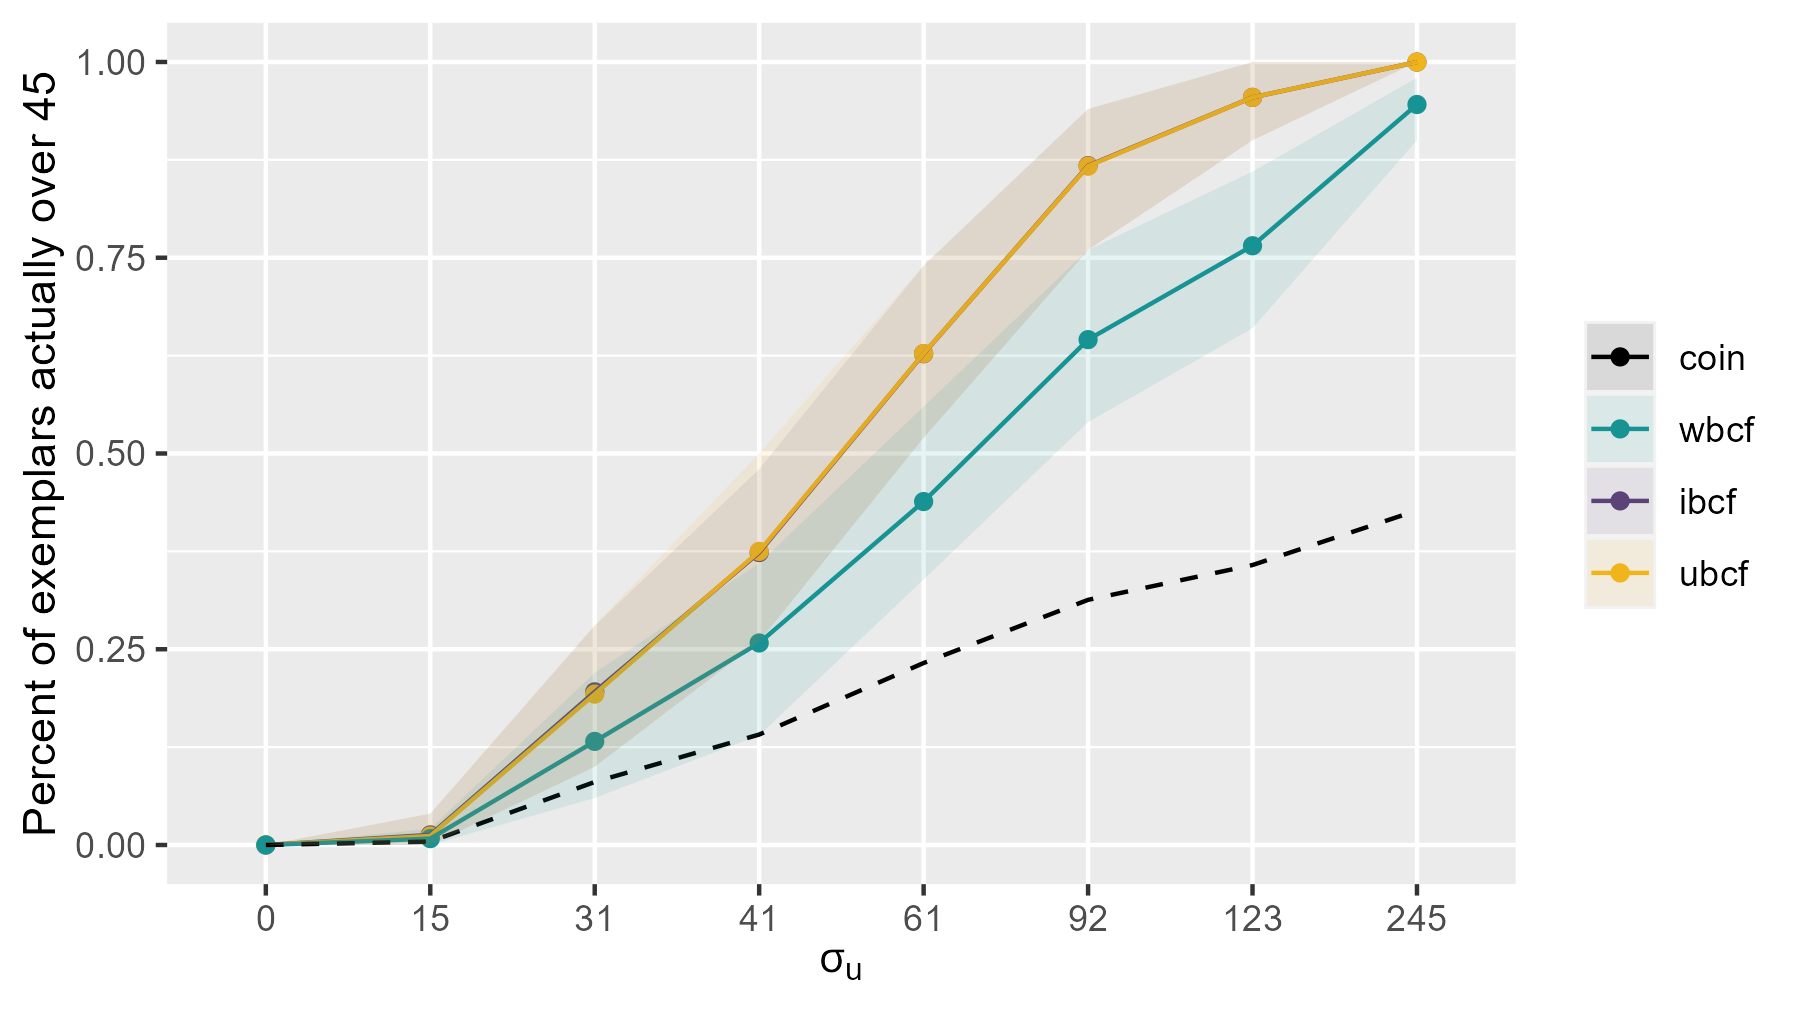 Percent of exemplars actually over 45
1.00
0.75
0.50
0.25
0.00
0 15 31 41 61 92 123 245
σu
coin
wbcf
ibcf
ubcf